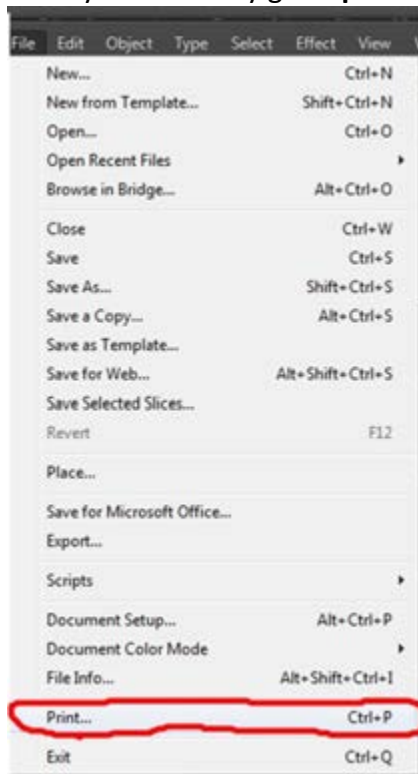 File Edit Object Type Select Effect View
New... Ctrl+N
New from Template... Shift+Ctrl+N
Open... Ctrl+O
Open Recent Files
Browse in Bridge... Alt+Ctrl+O
Close Ctrl+W
Save Ctrl+S
Save As... Shift+Ctrl+S
Save a Copy... Alt+Ctrl+S
Save as Template...
Save for Web... Alt+Shift+Ctrl+S
Save Selected Slices...
Revert F12
Place...
Save for Microsoft Office...
Export...
Scripts
Document Setup... Alt+Ctrl+P
Document Color Mode
File Info... Alt+Shift+Ctrl+I
Print... Ctrl+P
Exit Ctrl+Q